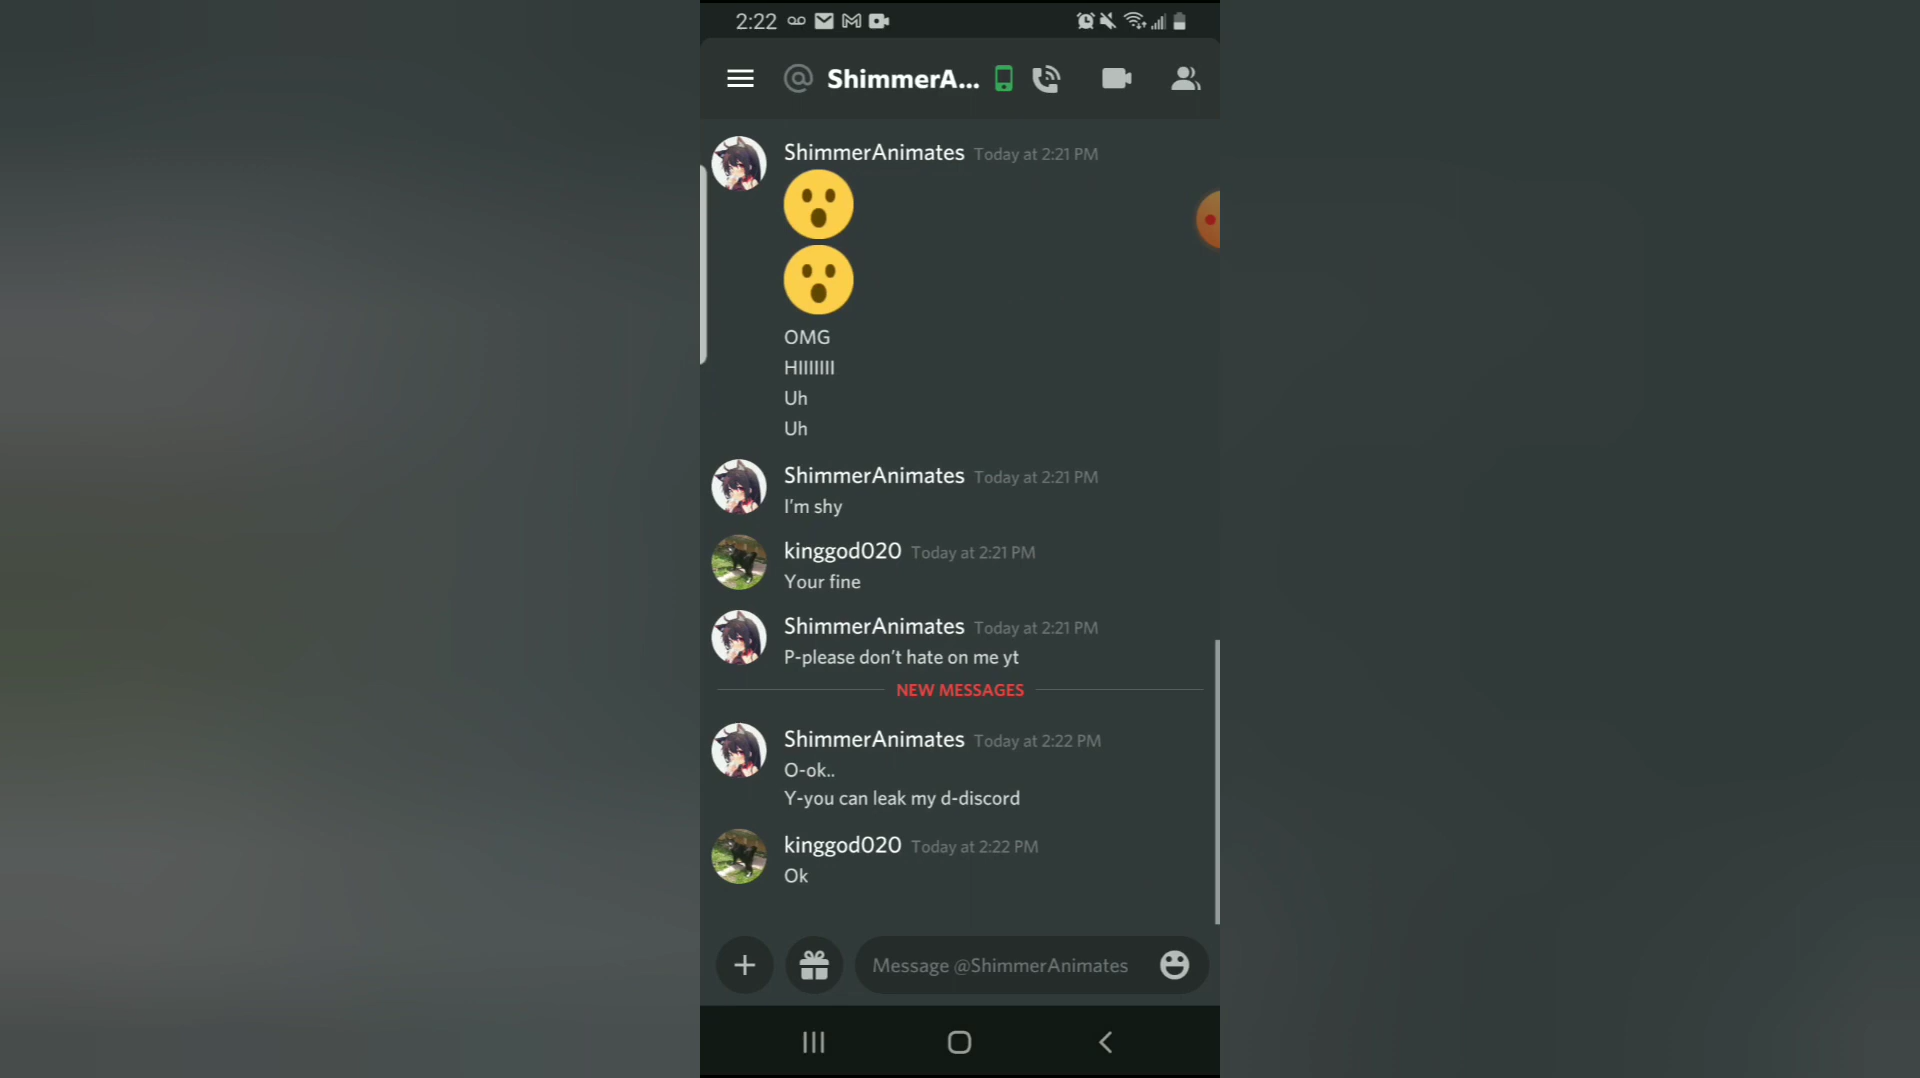 2:22
@ ShimmerA...
ShimmerAnimates Today at 2:21 PM
OMG
HIIIIIII
Uh
Uh
ShimmerAnimates Today at 2:21 PM
I'm shy
kinggod020 Today at 2:21 PM
Your fine
ShimmerAnimates Today at 2:21 PM
P-please don't hate on me yt
NEW MESSAGES
ShimmerAnimates Today at 2:22 PM
O-ok..
Y-you can leak my d-discord
kinggod020 Today at 2:22 PM
Ok
Message @ShimmerAnimates